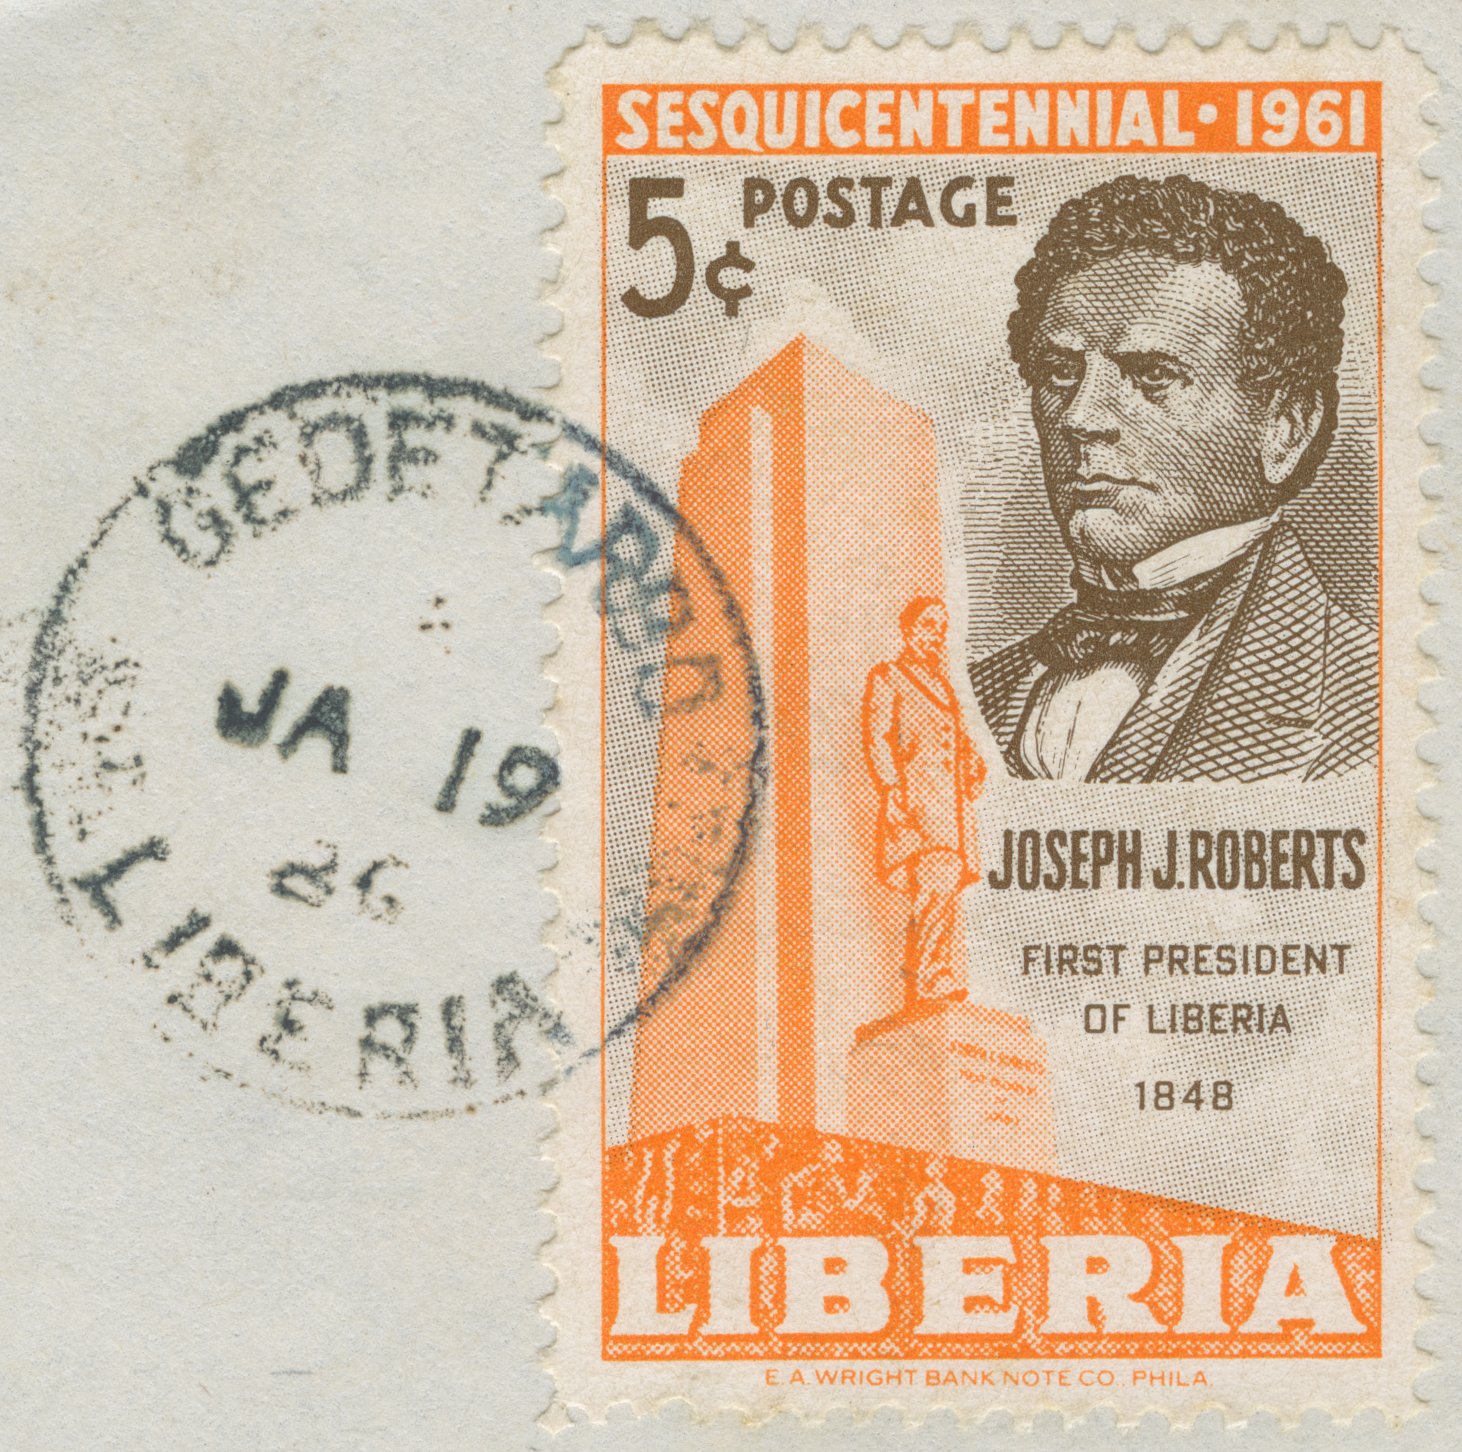 SESQUICENTENNIAL • 1961
5¢ POSTAGE
JOSEPH J. ROBERTS
FIRST PRESIDENT
OF LIBERIA
1848
LIBERIA
E. A. WRIGHT BANK NOTE CO. PHILA.
JA 19
LIBERIA